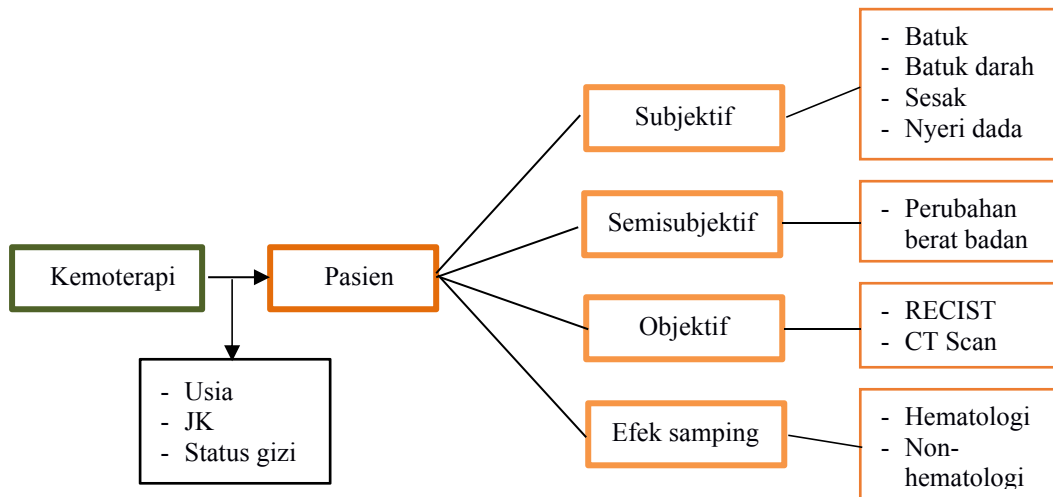 Kemoterapi
- Usia
- JK
- Status gizi
Pasien
Subjektif
- Batuk
- Batuk darah
- Sesak
- Nyeri dada
Semisubjektif
- Perubahan
berat badan
Objektif
- RECIST
- CT Scan
Efek samping
- Hematologi
- Non-
hematologi